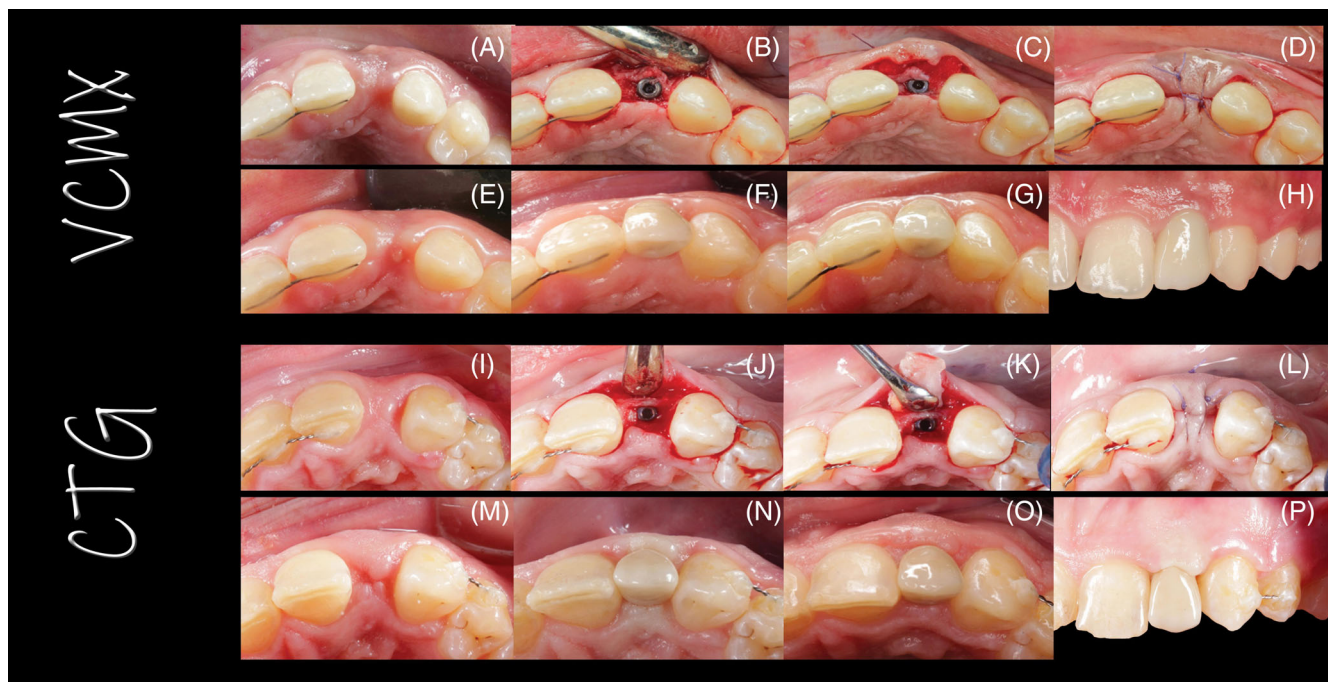 VCMX
(A)
(B)
(C)
(D)
(E)
(F)
(G)
(H)
CTG
(I)
(J)
(K)
(L)
(M)
(N)
(O)
(P)